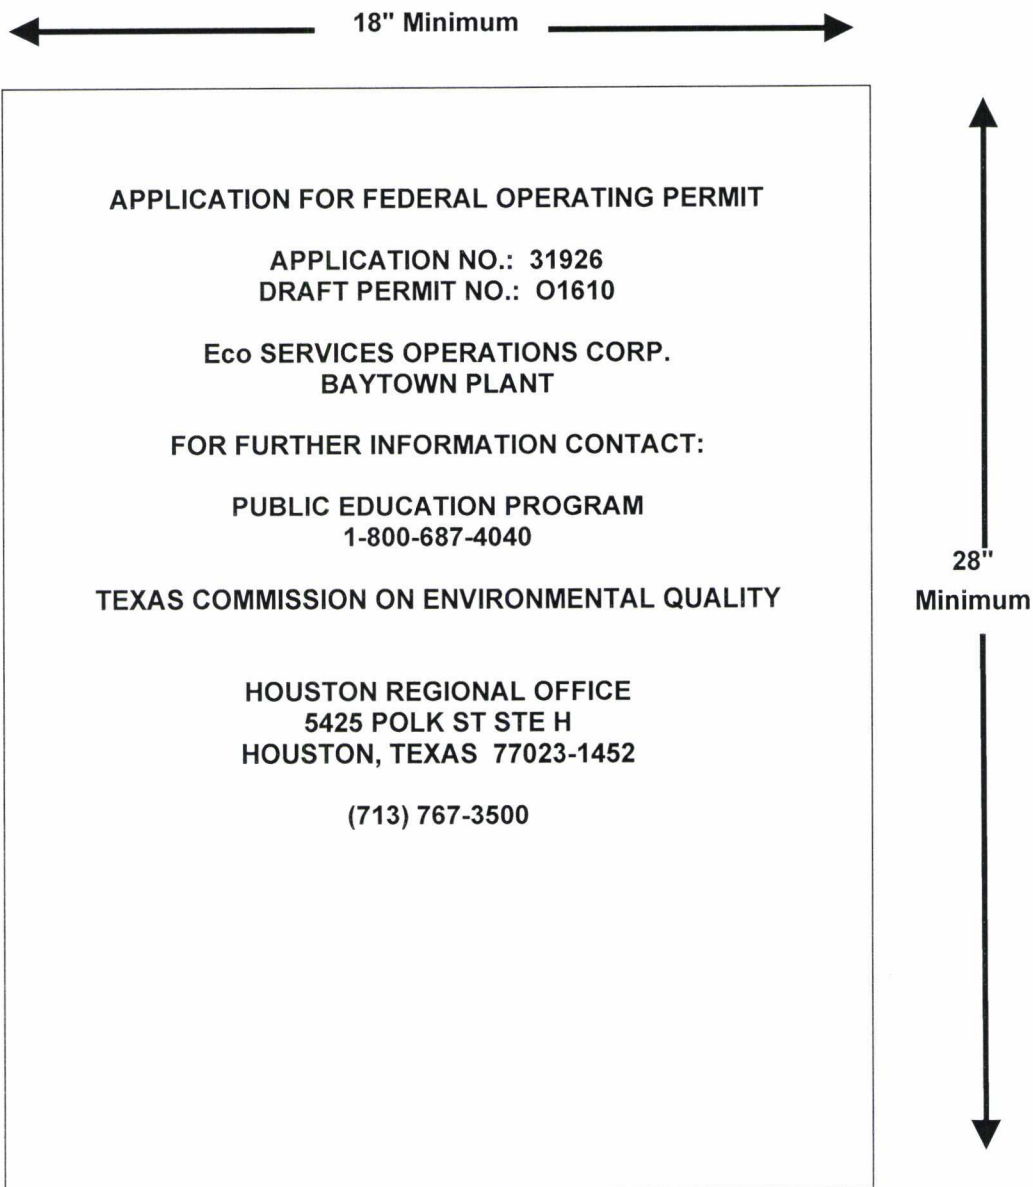 18" Minimum
APPLICATION FOR FEDERAL OPERATING PERMIT
APPLICATION NO.: 31926
DRAFT PERMIT NO.: O1610
Eco SERVICES OPERATIONS CORP.
BAYTOWN PLANT
FOR FURTHER INFORMATION CONTACT:
PUBLIC EDUCATION PROGRAM
1-800-687-4040
TEXAS COMMISSION ON ENVIRONMENTAL QUALITY
HOUSTON REGIONAL OFFICE
5425 POLK ST STE H
HOUSTON, TEXAS 77023-1452
(713) 767-3500
28"
Minimum